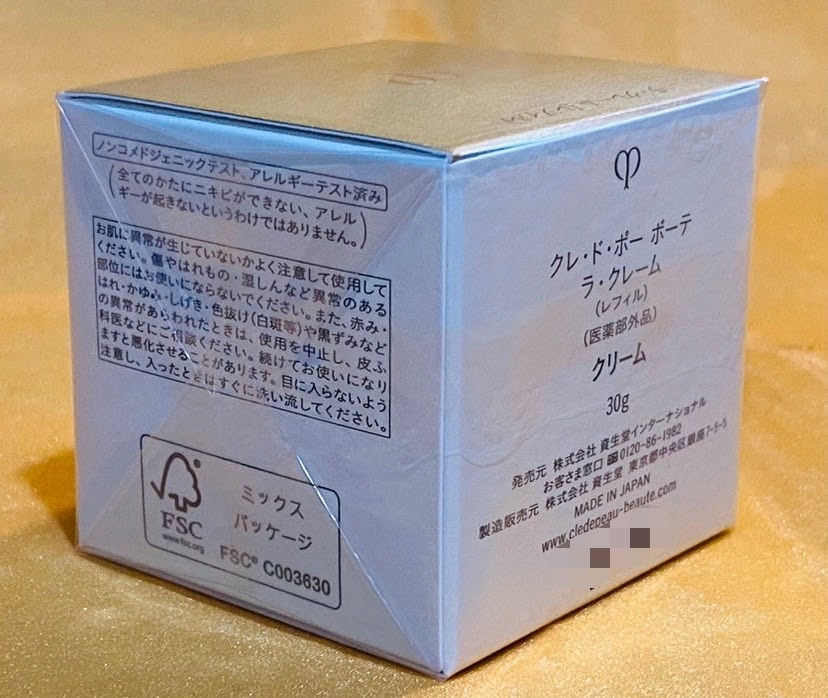 ノンコメドジェニックテスト、アレルギーテスト済み
(全てのかたにニキビができない、アレル
ギーが起きないというわけではありません。)
お肌に異常が生じていないかよく注意して使用して
ください。傷やはれもの・湿しんなど異常のある
部位にはお使いにならないでください。また、赤み・
はれ・かゆみ・しげき・色抜け(白斑等)や黒ずみなど
の異常があらわれたときは、使用を中止し、皮ふ
科医などにご相談ください。続けてお使いになり
ますと悪化させることがあります。目に入らないよう
注意し、入ったときはすぐに洗い流してください。
FSC
www.fsc.org
ミックス
パッケージ
FSC® C003630
クレ・ド・ポー ボーテ
ラ・クレーム
(レフィル)
(医薬部外品)
クリーム
30g
発売元 株式会社 資生堂インターナショナル
お客さま窓口 0120-86-1982
製造販売元 株式会社 資生堂 東京都中央区銀座7-5-5
MADE IN JAPAN
www.cledepeau-beaute.com